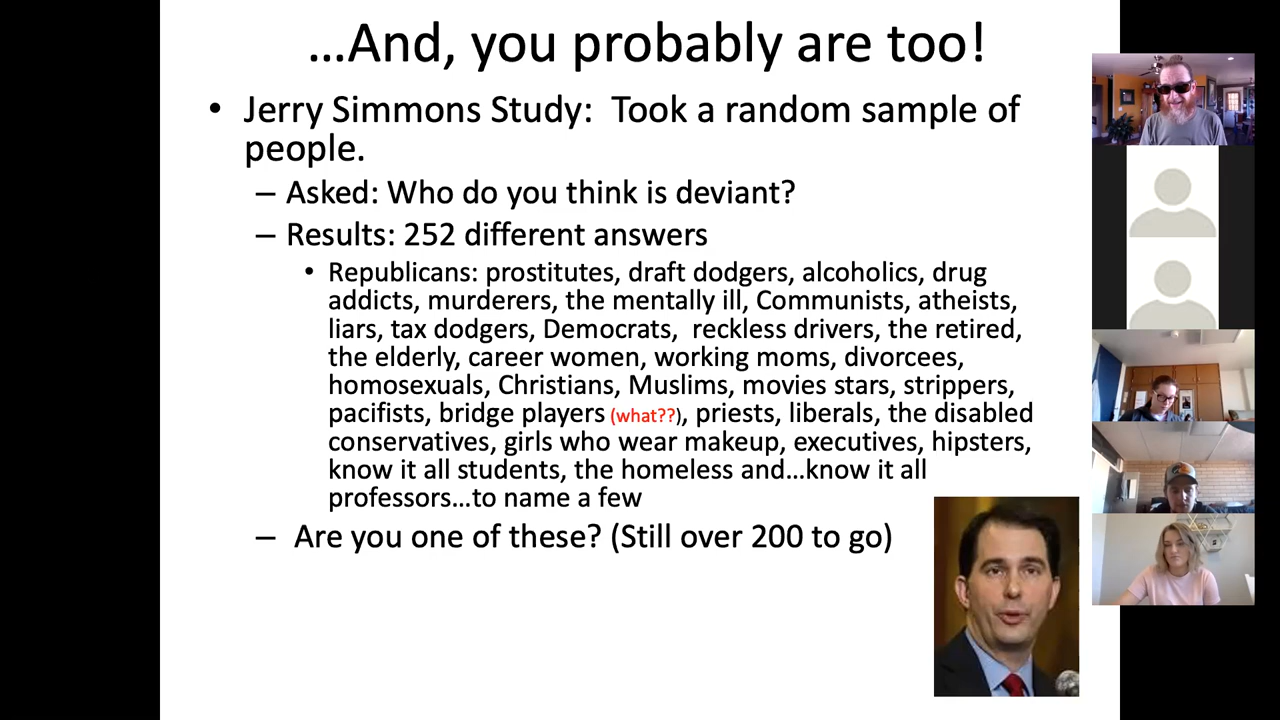 …And, you probably are too!
• Jerry Simmons Study:  Took a random sample of
people.
– Asked: Who do you think is deviant?
– Results: 252 different answers
• Republicans: prostitutes, draft dodgers, alcoholics, drug
addicts, murderers, the mentally ill, Communists, atheists,
liars, tax dodgers, Democrats,  reckless drivers, the retired,
the elderly, career women, working moms, divorcees,
homosexuals, Christians, Muslims, movies stars, strippers,
pacifists, bridge players (what??), priests, liberals, the disabled
conservatives, girls who wear makeup, executives, hipsters,
know it all students, the homeless and…know it all
professors…to name a few
– Are you one of these? (Still over 200 to go)